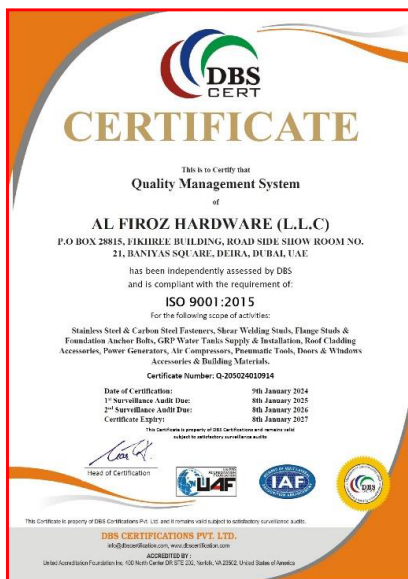 DBS
CERT
CERTIFICATE
This is to Certify that
Quality Management System
of
AL FIROZ HARDWARE (L.L.C)
P.O BOX 28815, FIKHREE BUILDING, ROAD SIDE SHOW ROOM NO.
21, BANIYAS SQUARE, DEIRA, DUBAI, UAE
has been independently assessed by DBS
and is compliant with the requirement of:
ISO 9001:2015
For the following scope of activities:
Stainless Steel & Carbon Steel Fasteners, Shear Welding Studs, Flange Studs &
Foundation Anchor Bolts, GRP Water Tanks Supply & Installation, Roof Cladding
Accessories, Power Generators, Air Compressors, Pneumatic Tools, Doors & Windows
Accessories & Building Materials.
Certificate Number: Q-205024010914
Date of Certification: 9th January 2024
1st Surveillance Audit Due: 8th January 2025
2nd Surveillance Audit Due: 8th January 2026
Certificate Expiry: 8th January 2027
This Certificate is property of DBS Certifications and remains valid
subject to satisfactory surveillance audits.
Head of Certification
UAF
IAF
DBS
CERT
This Certificate is property of DBS Certifications Pvt. Ltd. and it remains valid subject to satisfactory surveillance audits.
DBS CERTIFICATIONS PVT. LTD.
info@dbscertification.com, www.dbscertification.com
ACCREDITED BY :
United Accreditation Foundation Inc. 400 North Center DR STE 202, Norfolk, VA 23502, United States of America